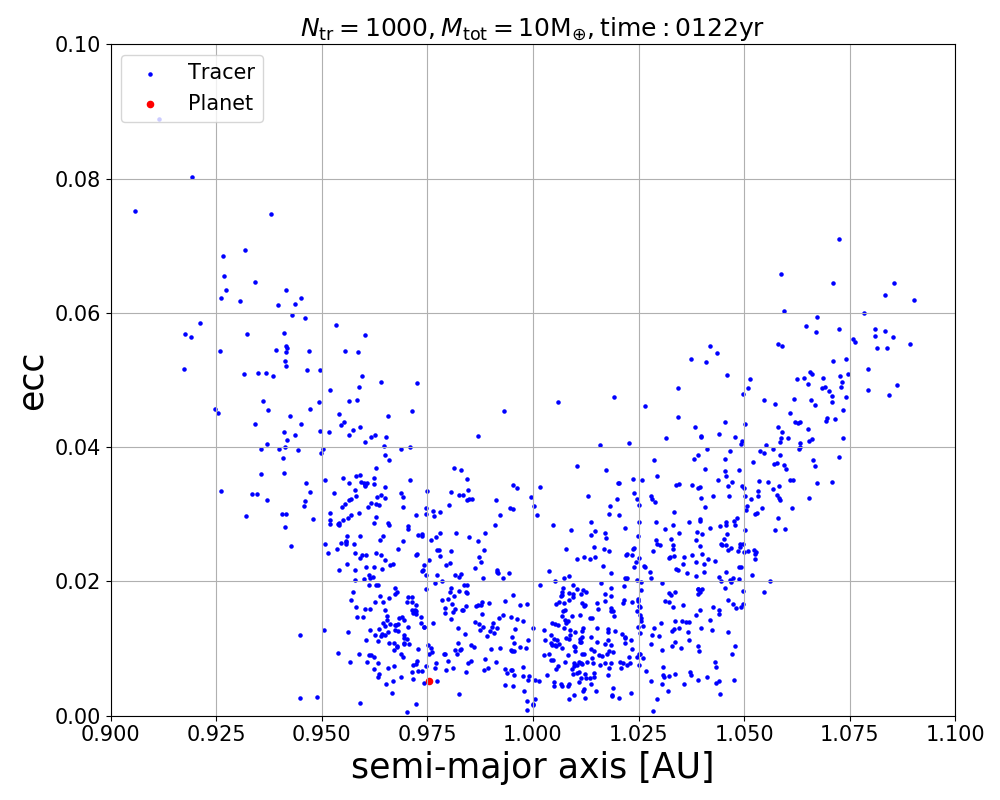 N_tr = 1000, M_tot = 10M_⊕, time : 0122yr
Tracer
Planet
0.10
0.08
0.06
0.04
0.02
0.00
ecc
0.900 0.925 0.950 0.975 1.000 1.025 1.050 1.075 1.100
semi-major axis [AU]